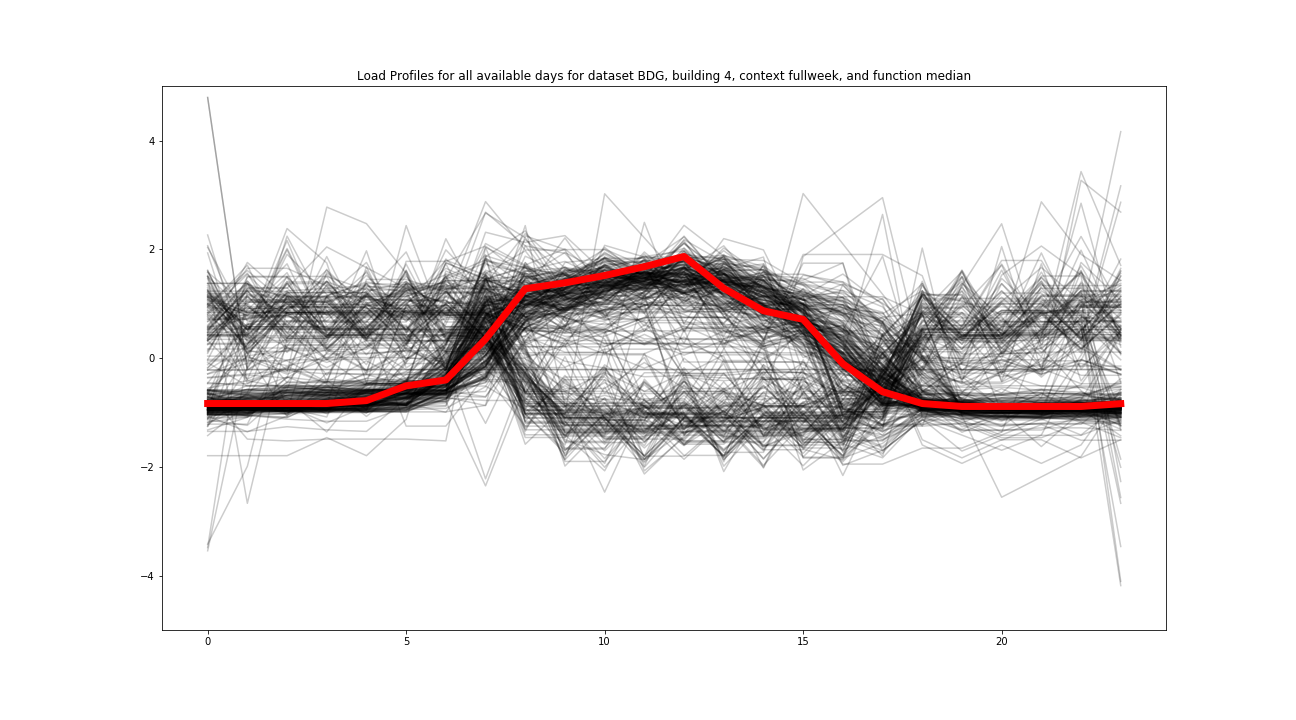 Load Profiles for all available days for dataset BDG, building 4, context fullweek, and function median
4
2
0
−2
−4
0 5 10 15 20